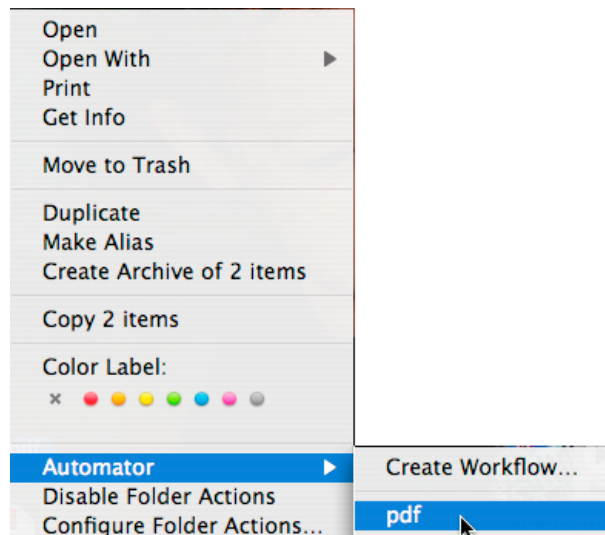 Open
Open With
Print
Get Info
Move to Trash
Duplicate
Make Alias
Create Archive of 2 items
Copy 2 items
Color Label:
Automator
Create Workflow...
Disable Folder Actions
pdf
Configure Folder Actions...